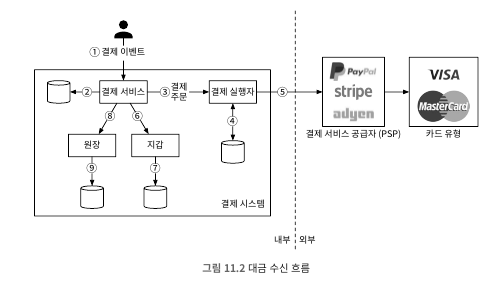 ① 결제 이벤트
결제 서비스
②
③ 결제
주문
결제 실행자
⑤
④
⑧
⑥
원장
지갑
⑨
⑦
결제 시스템
PayPal
stripe
adyen
결제 서비스 공급자 (PSP)
VISA
MasterCard
카드 유형
내부
외부
그림 11.2 대금 수신 흐름